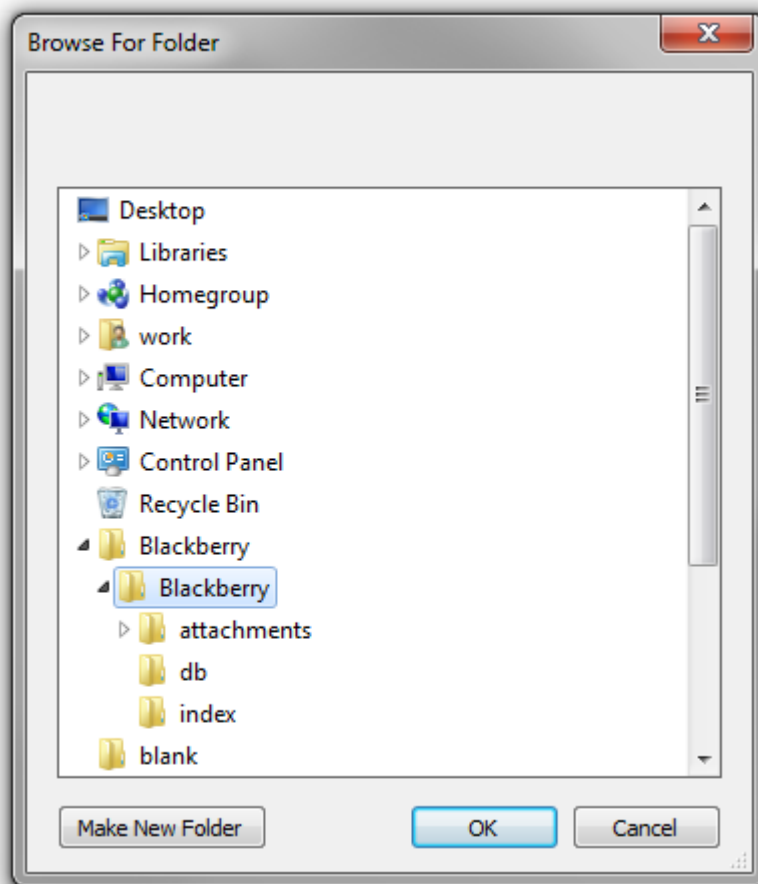 Browse For Folder
Desktop
Libraries
Homegroup
work
Computer
Network
Control Panel
Recycle Bin
Blackberry
Blackberry
attachments
db
index
blank
Make New Folder
OK
Cancel